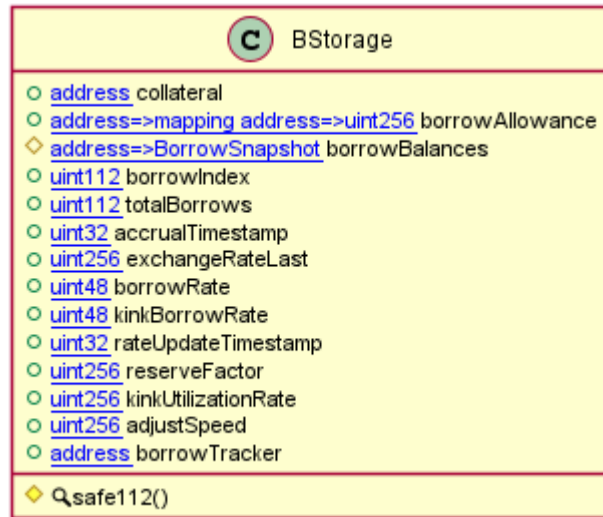 C BStorage
address collateral
address=>mapping address=>uint256 borrowAllowance
address=>BorrowSnapshot borrowBalances
uint112 borrowIndex
uint112 totalBorrows
uint32 accrualTimestamp
uint256 exchangeRateLast
uint48 borrowRate
uint48 kinkBorrowRate
uint32 rateUpdateTimestamp
uint256 reserveFactor
uint256 kinkUtilizationRate
uint256 adjustSpeed
address borrowTracker
safe112()